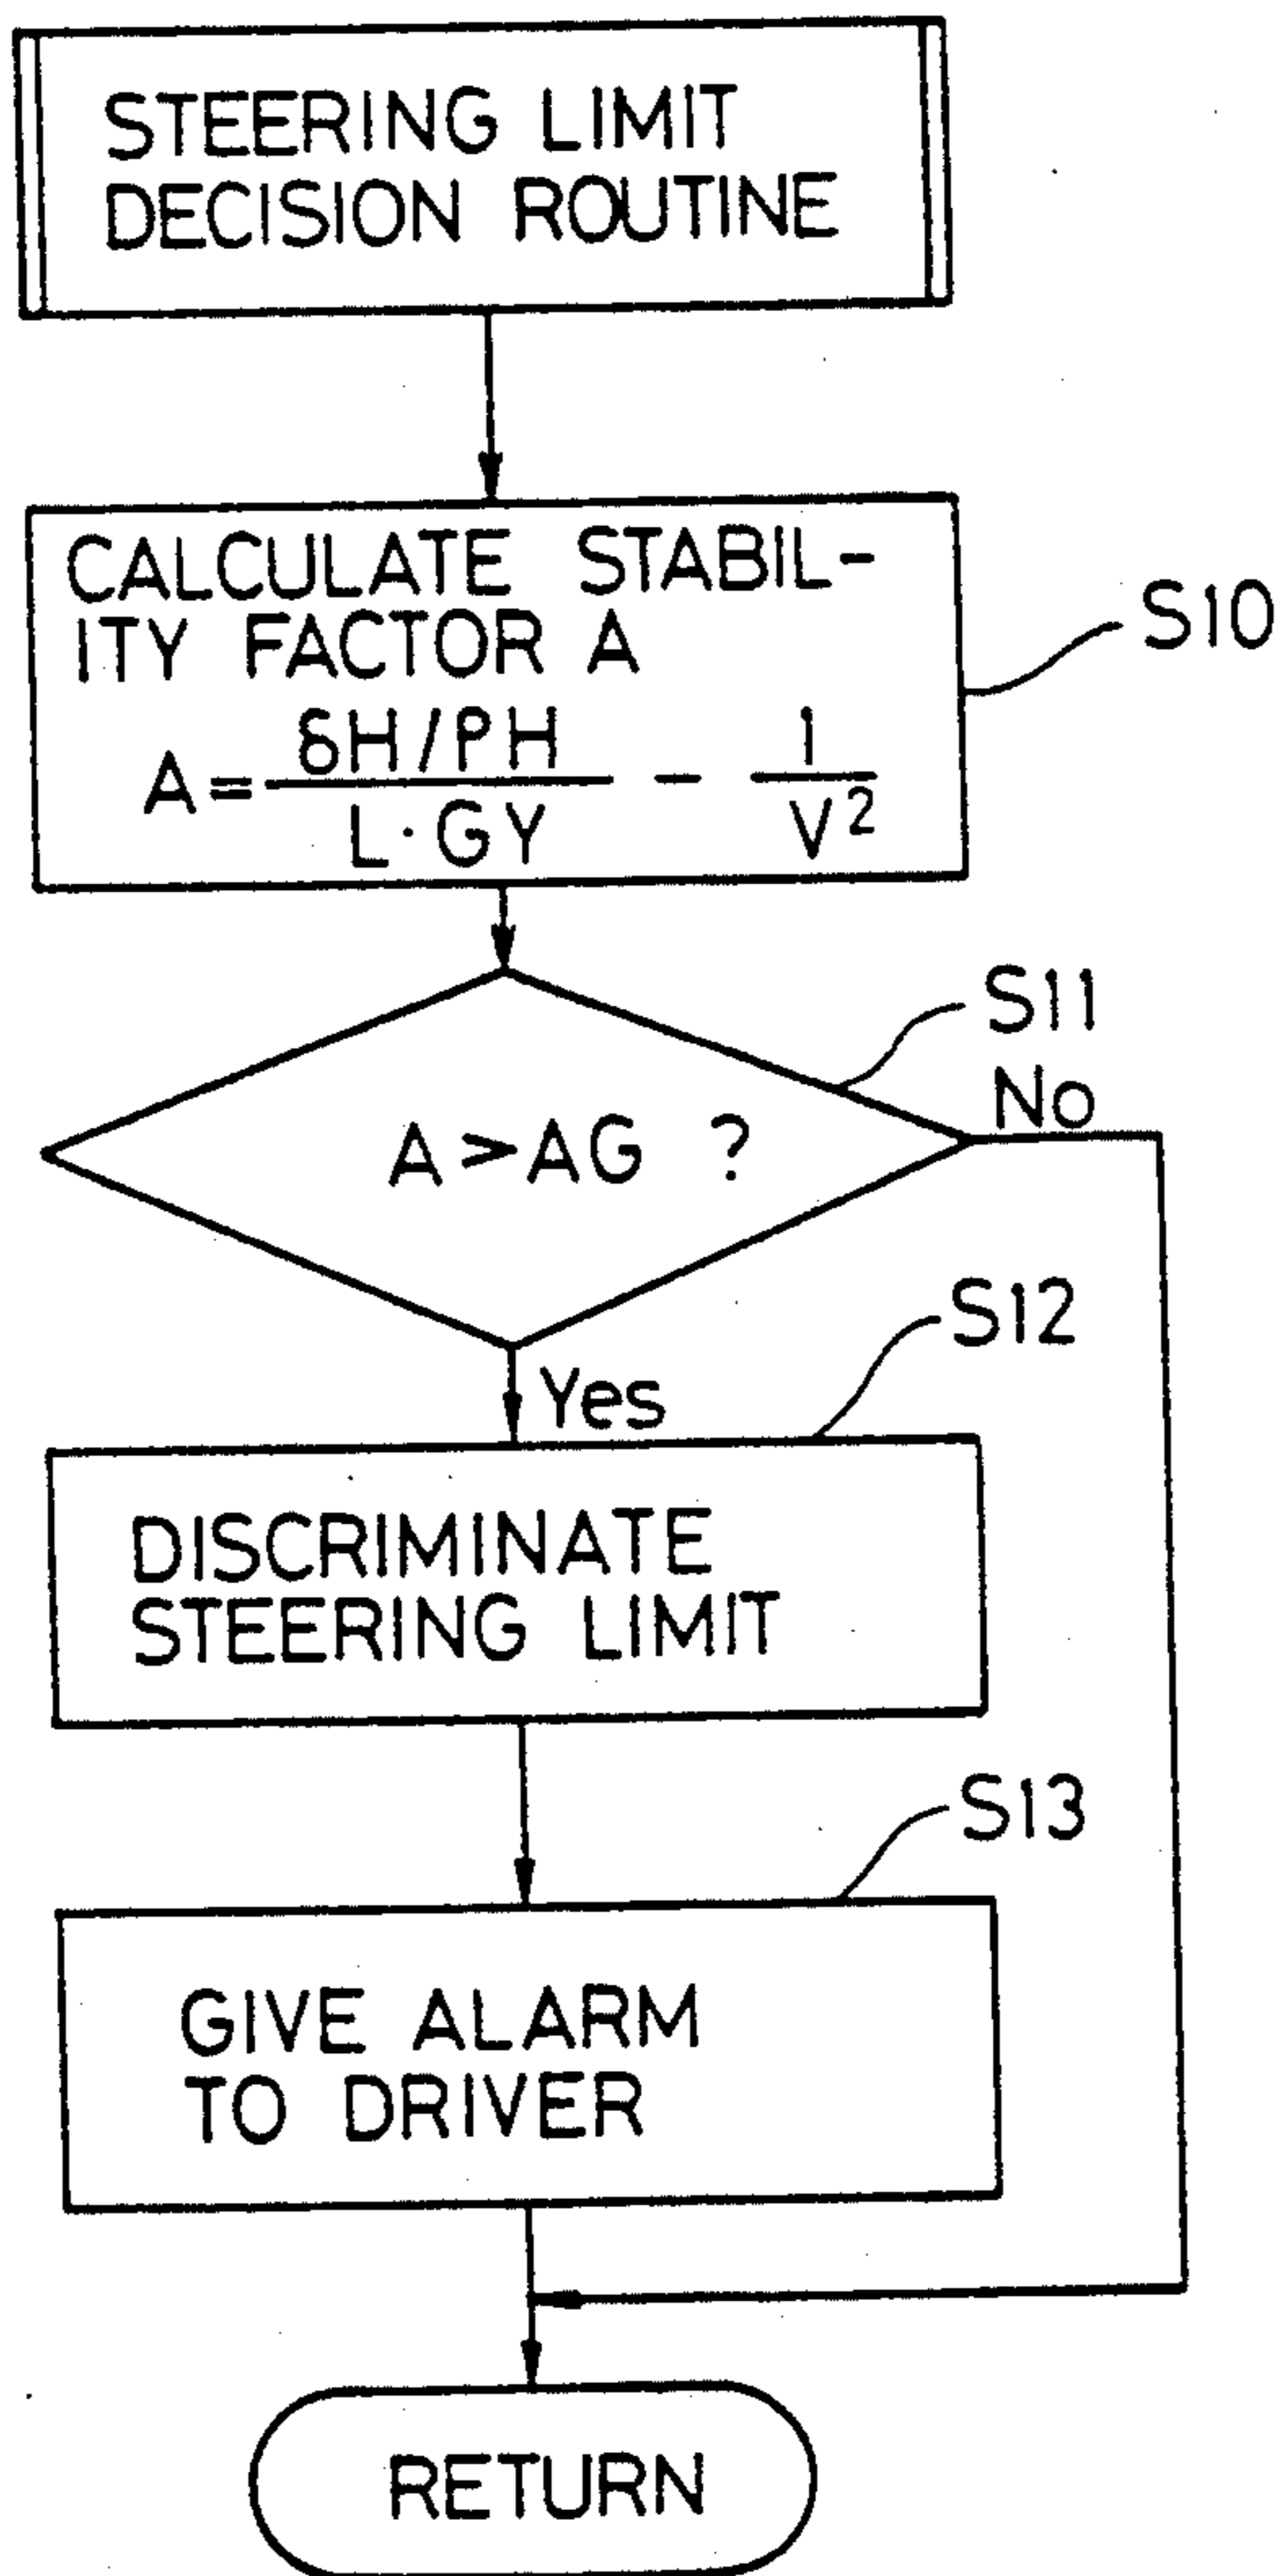 STEERING LIMIT
DECISION ROUTINE
CALCULATE STABIL-
ITY FACTOR A
A = δH/PH / L·GY - 1 / V²
S10
S11
A > AG ?
No
Yes
S12
DISCRIMINATE
STEERING LIMIT
S13
GIVE ALARM
TO DRIVER
RETURN